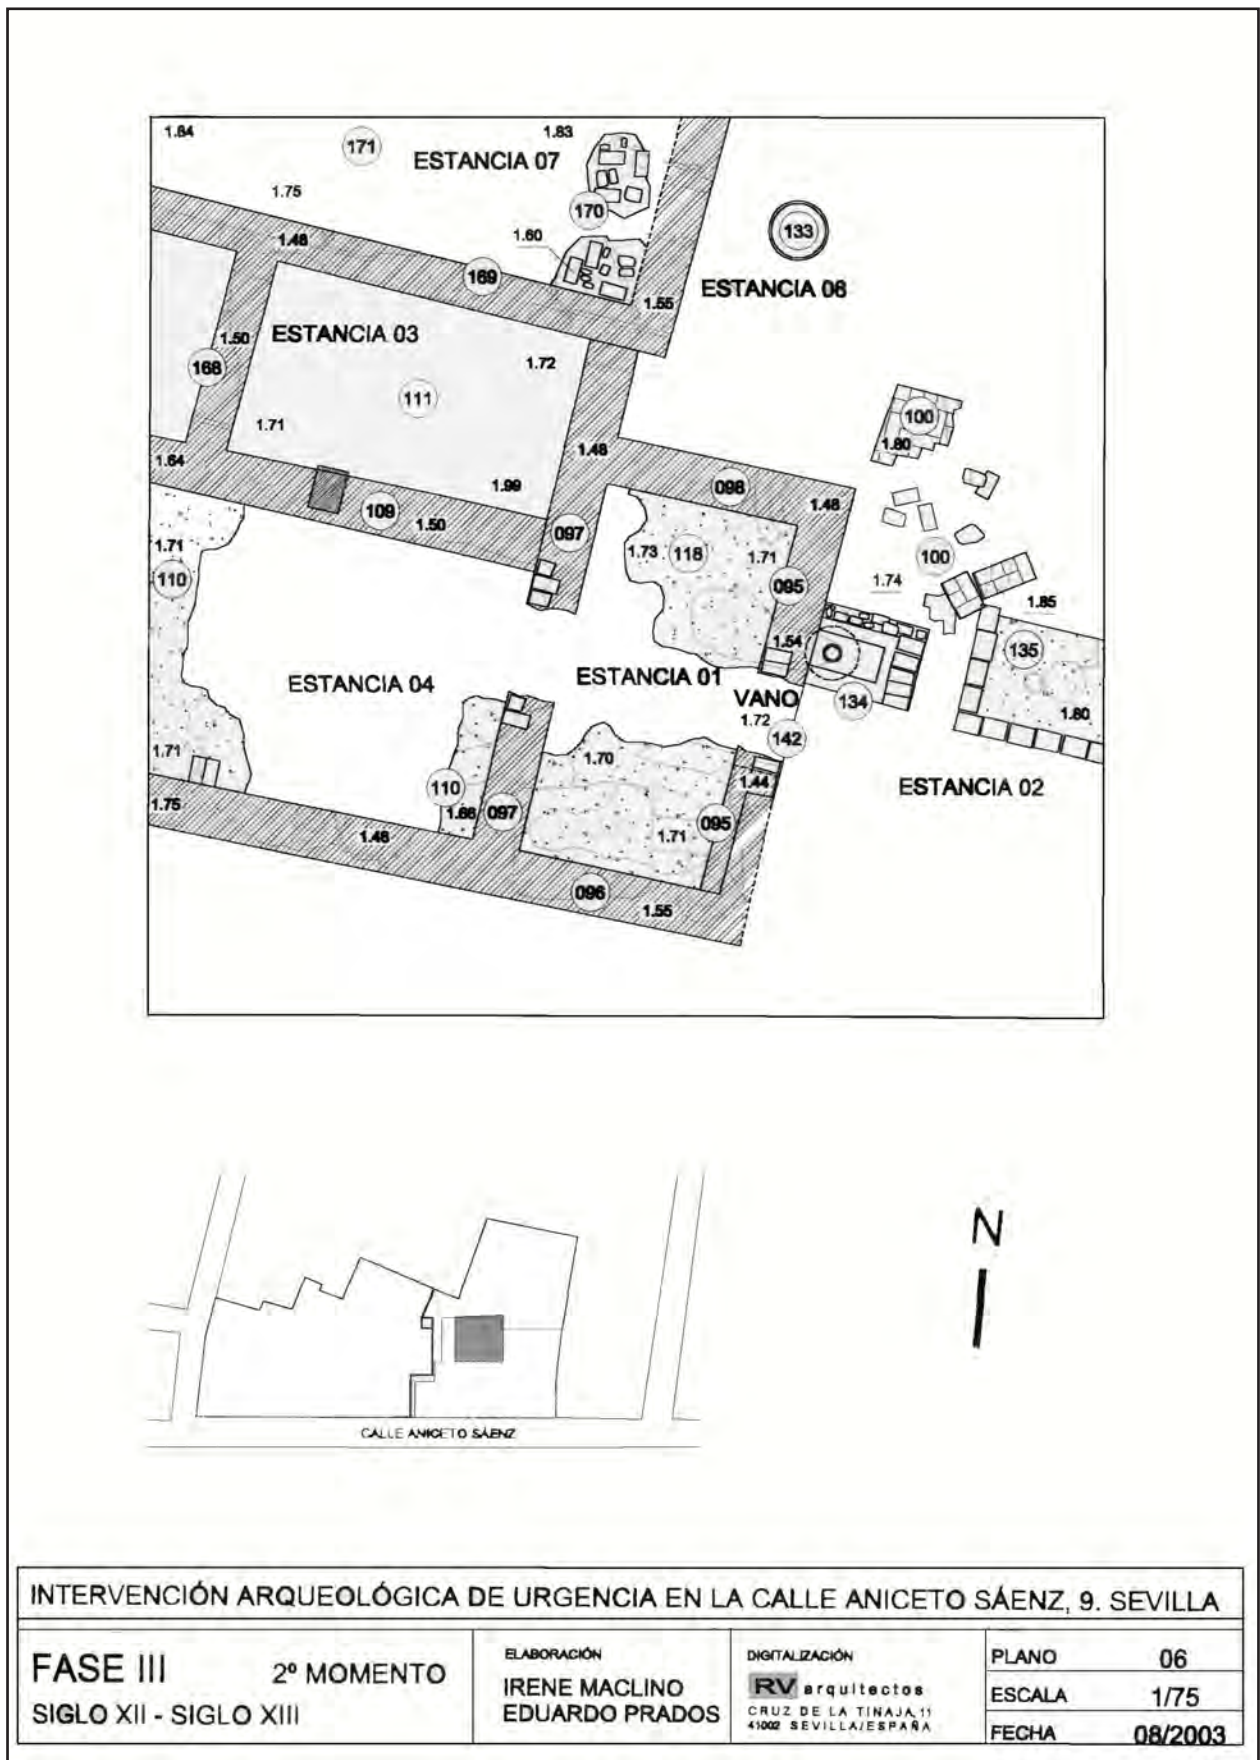 1.84
171
1.83
ESTANCIA 07
1.75
170
1.60
1.48
169
133
ESTANCIA 06
1.55
1.50
ESTANCIA 03
168
1.72
111
100
1.80
1.71
1.64
1.48
1.99
098
1.48
109
1.50
097
1.71
110
1.73
118
1.71
095
100
1.74
1.85
1.54
135
ESTANCIA 04
ESTANCIA 01
VANO
134
1.72
142
1.80
1.71
1.70
110
1.44
ESTANCIA 02
1.75
1.66
097
095
1.48
1.71
096
1.55
N
CALLE ANICETO SÁENZ
INTERVENCIÓN ARQUEOLÓGICA DE URGENCIA EN LA CALLE ANICETO SÁENZ, 9. SEVILLA
FASE III 2º MOMENTO
SIGLO XII - SIGLO XIII
ELABORACIÓN
IRENE MACLINO
EDUARDO PRADOS
DIGITALIZACIÓN
RV arquitectos
CRUZ DE LA TINAJA, 11
41002 SEVILLA/ESPAÑA
PLANO 06
ESCALA 1/75
FECHA 08/2003